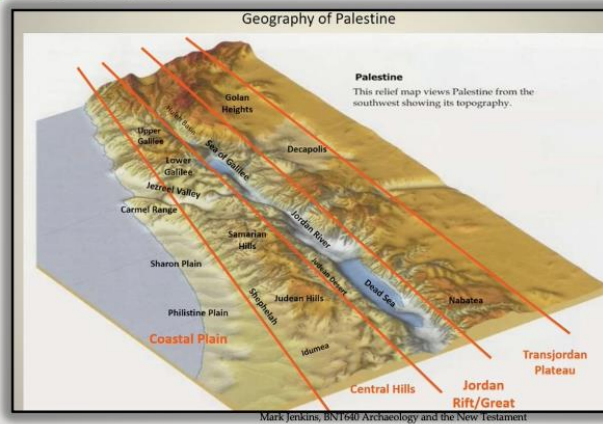 Geography of Palestine
Palestine
This relief map views Palestine from the
southwest showing its topography.
Golan
Heights
Upper
Galilee
Decapolis
Sea of Galilee
Lower
Galilee
Jezreel Valley
Carmel Range
Jordan River
Samarian
Hills
Judean Desert
Sharon Plain
Dead Sea
Shephelah
Judean Hills
Nabatea
Philistine Plain
Coastal Plain
Idumea
Transjordan
Plateau
Central Hills
Jordan
Rift/Great
Mark Jenkins, BNT640 Archaeology and the New Testament